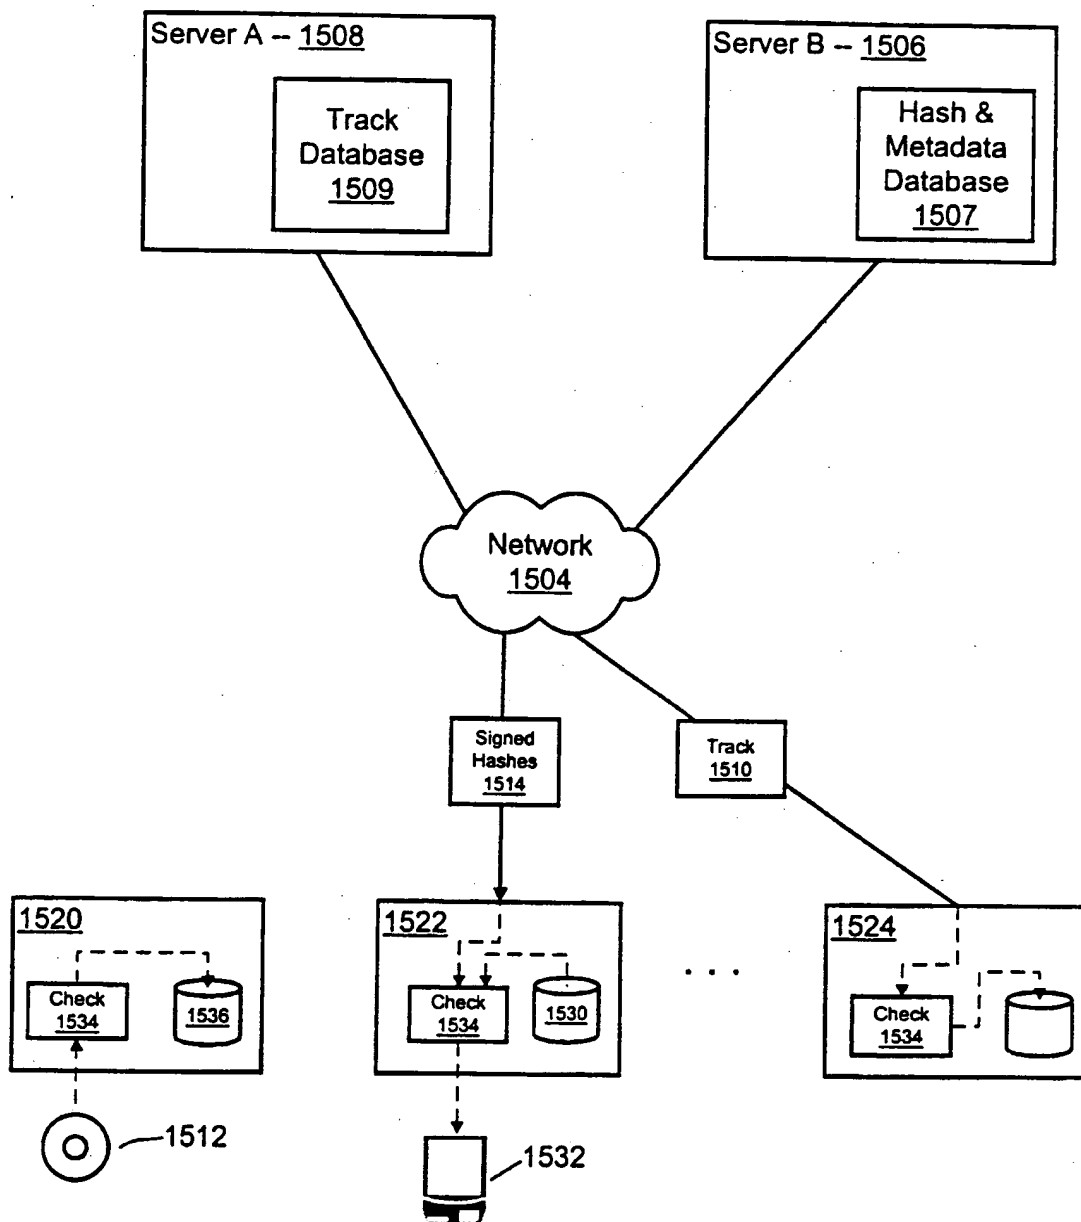 Server A -- 1508
Track
Database
1509
Server B -- 1506
Hash &
Metadata
Database
1507
Network
1504
Signed
Hashes
1514
Track
1510
1520
Check
1534
1536
1512
1522
Check
1534
1530
1532
. . .
1524
Check
1534